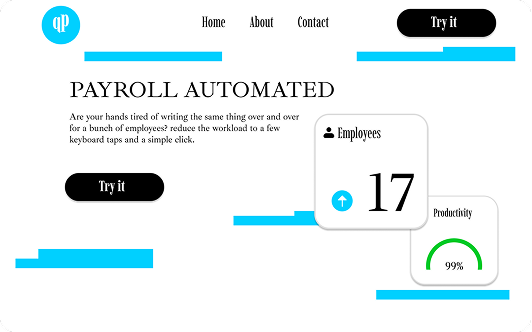 qP
Home About Contact
Try it
PAYROLL AUTOMATED
Are your hands tired of writing the same thing over and over
for a bunch of employees? reduce the workload to a few
keyboard taps and a simple click.
Try it
Employees
17
Productivity
99%